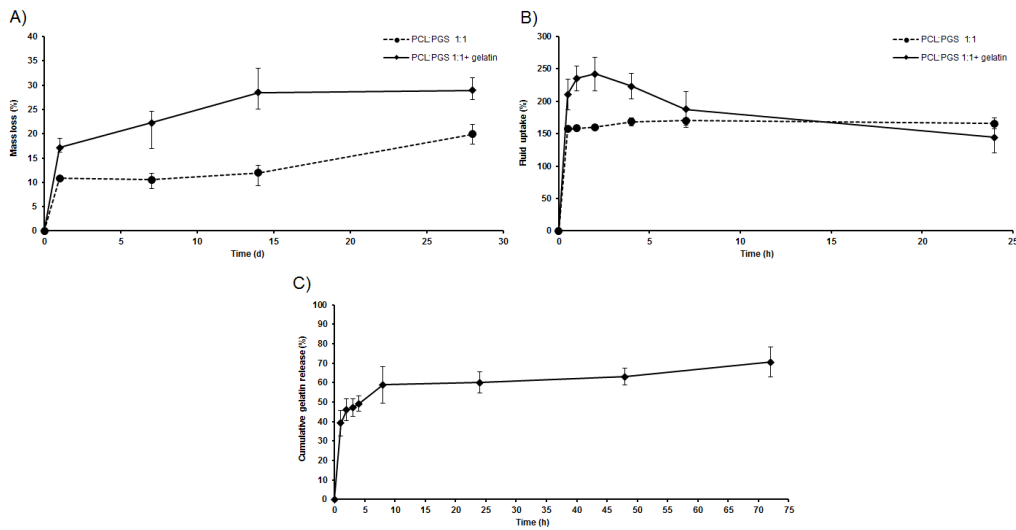 A)
PCL:PGS 1:1
PCL:PGS 1:1+ gelatin
Mass loss (%)
40
35
30
25
20
15
10
5
0
0 5 10 15 20 25 30
Time (d)
B)
PCL:PGS 1:1
PCL:PGS 1:1+ gelatin
Fluid uptake (%)
300
250
200
150
100
50
0
0 5 10 15 20 25
Time (h)
C)
Cumulative gelatin release (%)
100
90
80
70
60
50
40
30
20
10
0
0 5 10 15 20 25 30 35 40 45 50 55 60 65 70 75
Time (h)